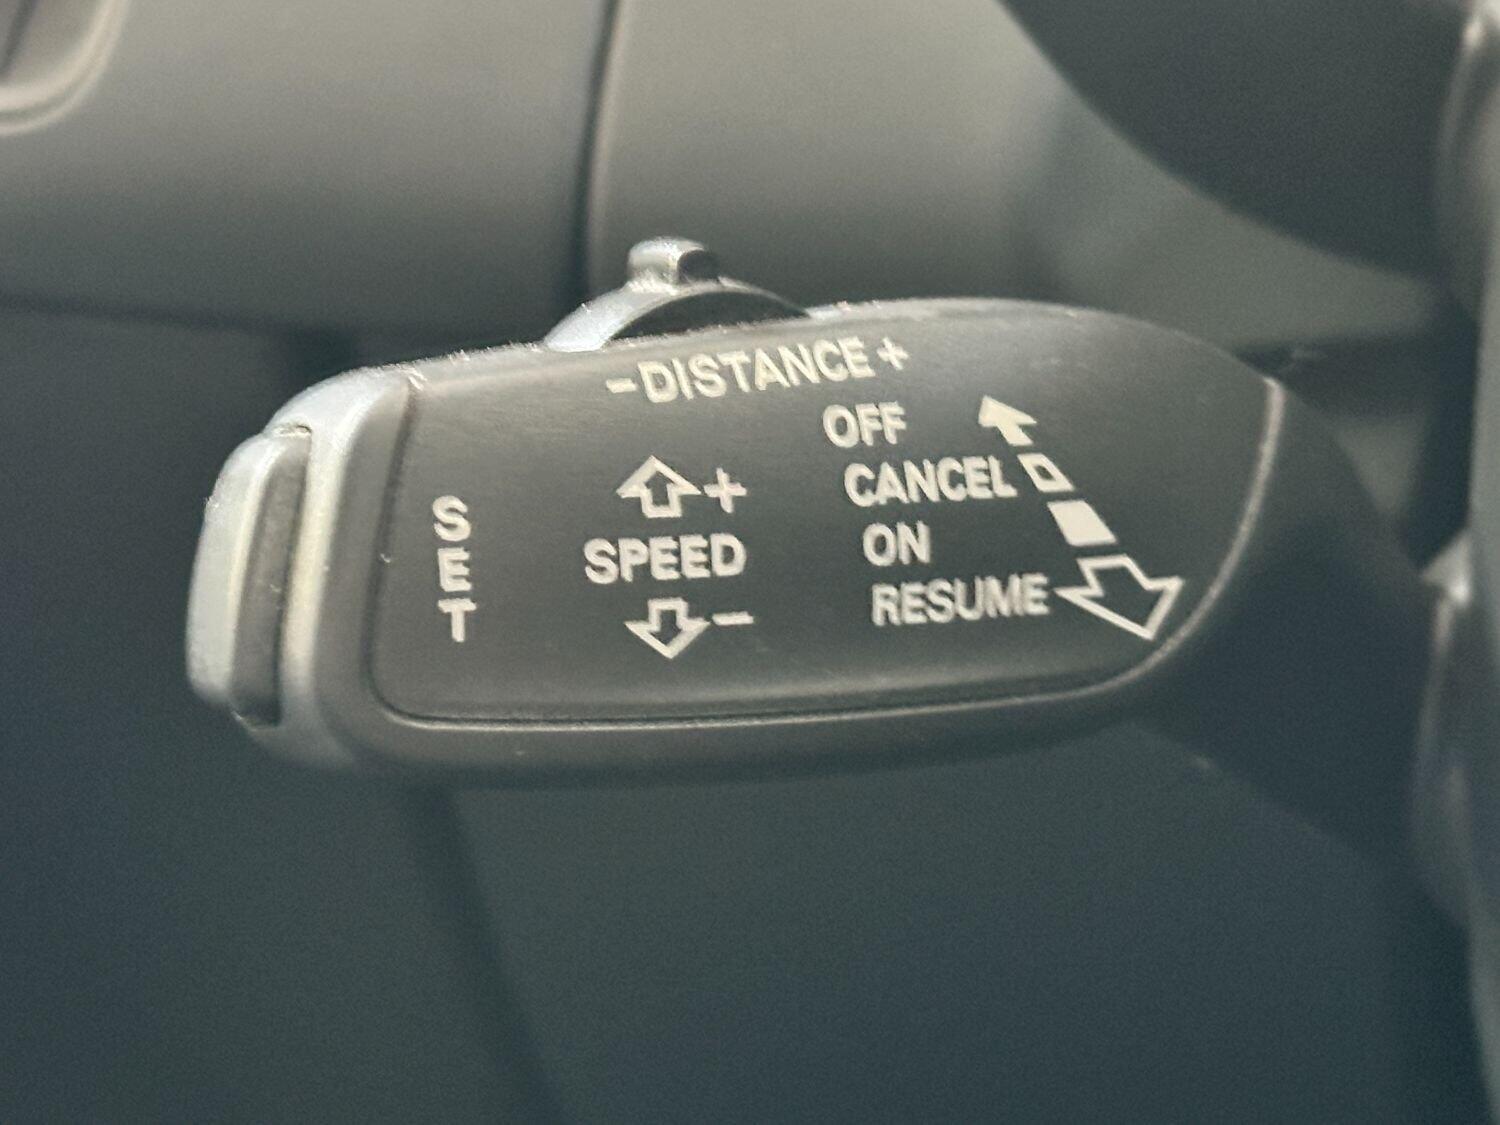 -DISTANCE+
OFF
CANCEL
ON
RESUME
+
SPEED
-
SET